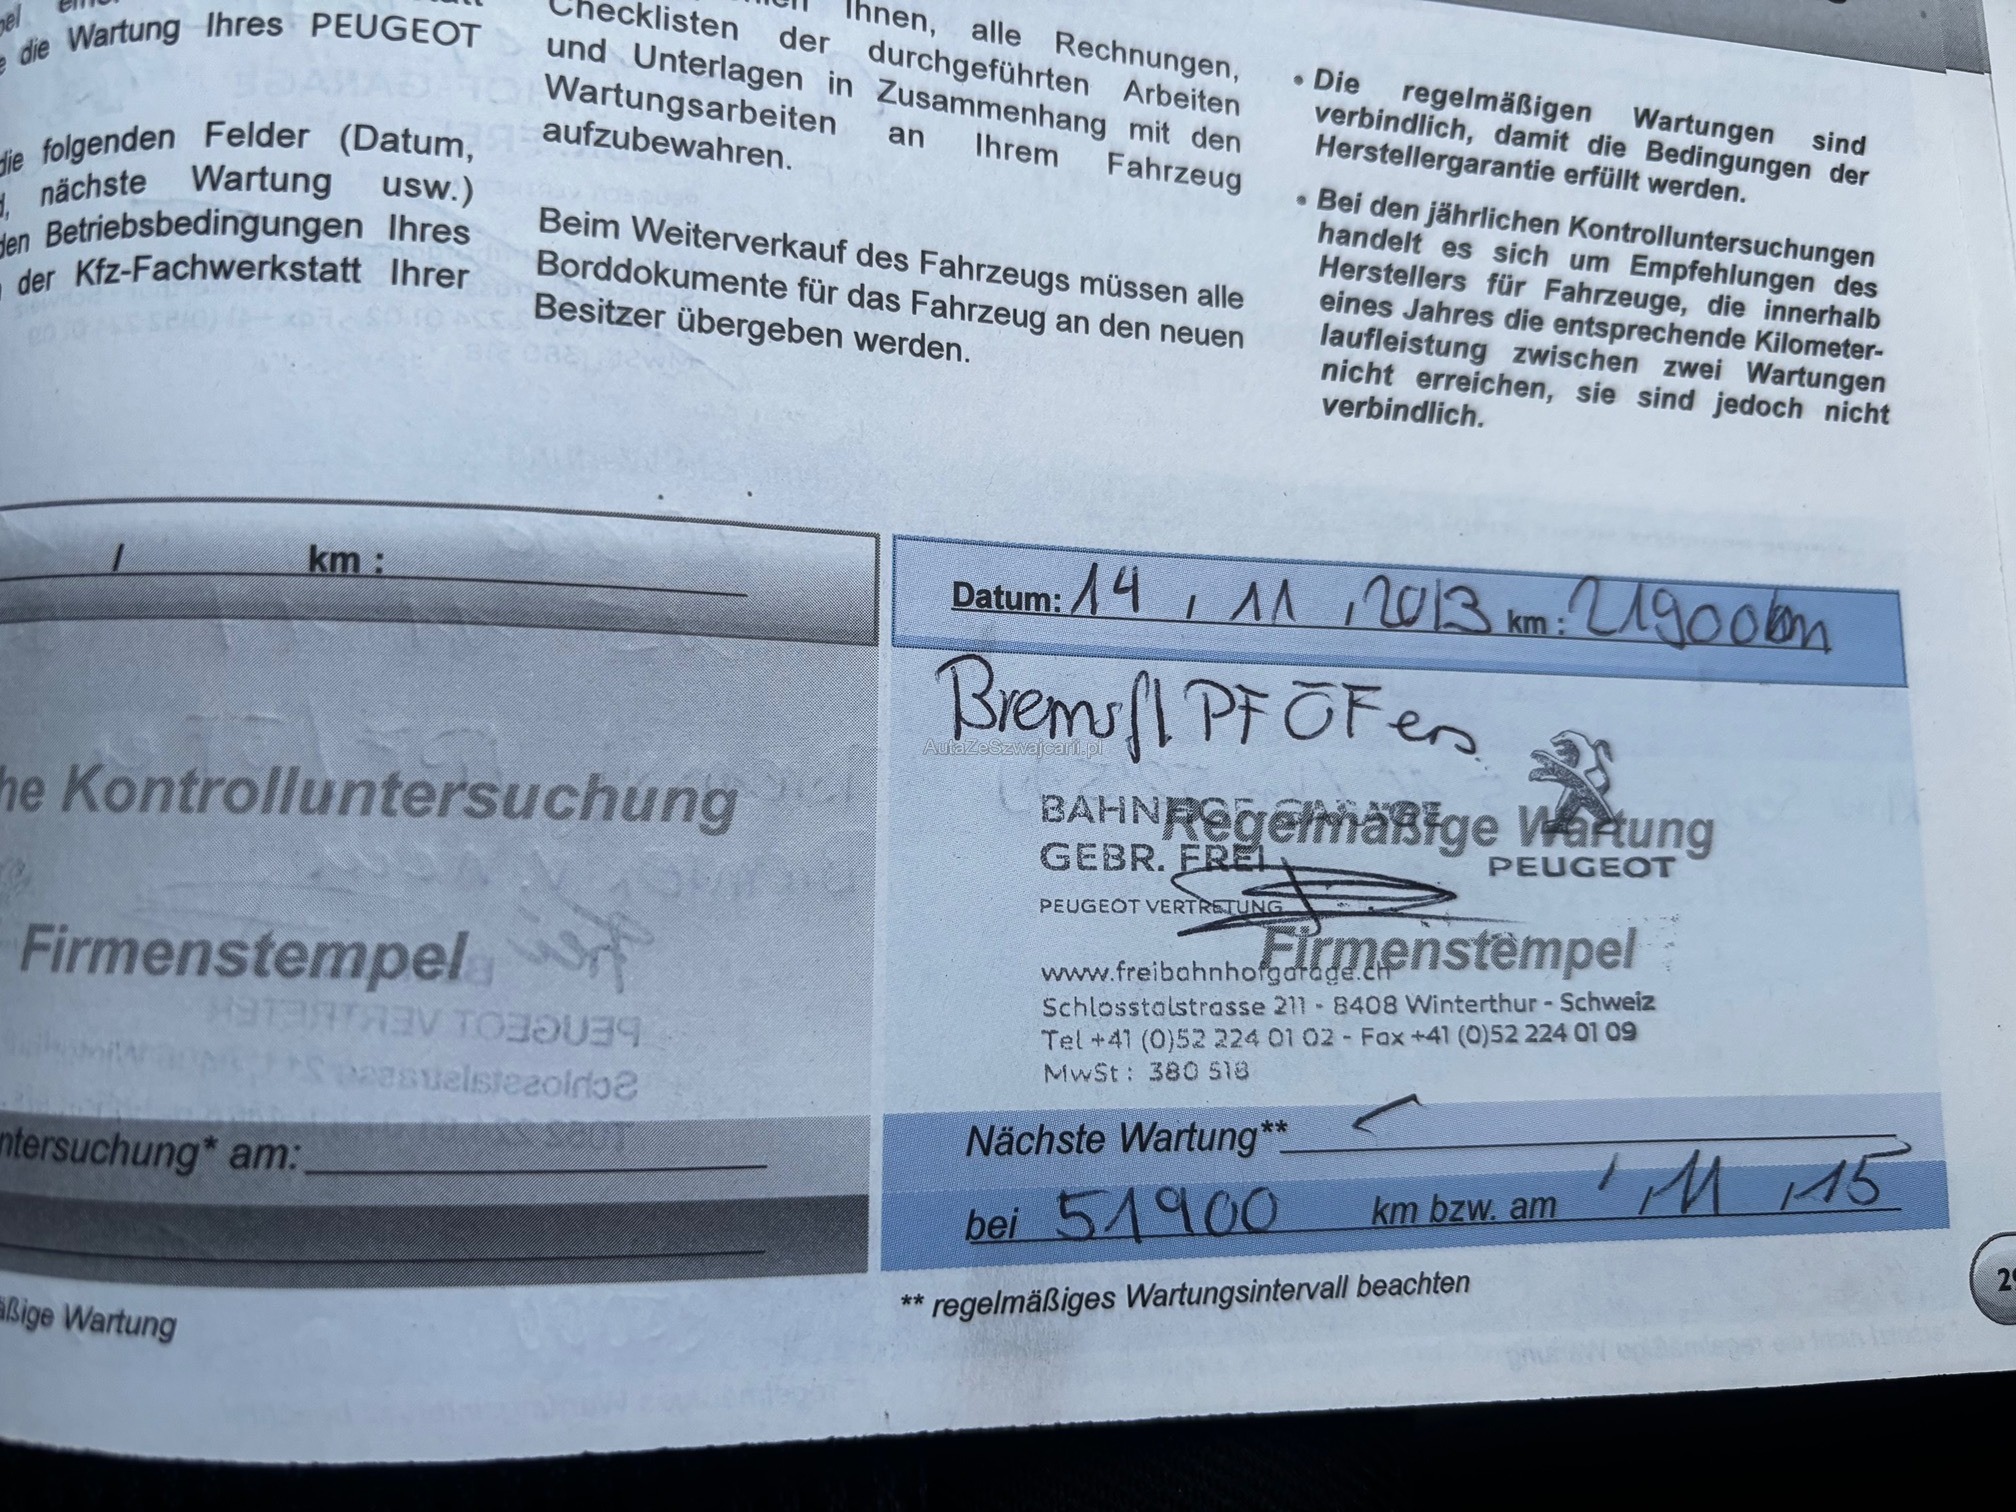 die Wartung Ihres PEUGEOT
die folgenden Felder (Datum,
nächste Wartung usw.)
den Betriebsbedingungen Ihres
der Kfz-Fachwerkstatt Ihrer
Ihnen, alle Rechnungen,
Checklisten der durchgeführten Arbeiten
und Unterlagen in Zusammenhang mit den
Wartungsarbeiten an Ihrem Fahrzeug
aufzubewahren.
Beim Weiterverkauf des Fahrzeugs müssen alle
Borddokumente für das Fahrzeug an den neuen
Besitzer übergeben werden.
• Die regelmäßigen Wartungen sind
verbindlich, damit die Bedingungen der
Herstellergarantie erfüllt werden.
• Bei den jährlichen Kontrolluntersuchungen
handelt es sich um Empfehlungen des
Herstellers für Fahrzeuge, die innerhalb
eines Jahres die entsprechende Kilometer-
laufleistung zwischen zwei Wartungen
nicht erreichen, sie sind jedoch nicht
verbindlich.
/ km :
he Kontrolluntersuchung
Firmenstempel
ntersuchung* am:
äßige Wartung
Datum: 14 , 11 , 2013 km : 21900km
Bremsfl
AutaZeSzwajcarii.pl
Regelmäßige Wartung
GEBR. FREI
PEUGEOT
PEUGEOT VERTRETUNG
Firmenstempel
www.freibahnhofgarage.ch
Schlosstalstrasse 211 - 8408 Winterthur - Schweiz
Tel +41 (0)52 224 01 02 - Fax +41 (0)52 224 01 09
MwSt : 380 518
Nächste Wartung**
bei 51900 km bzw. am , 11 , 15
** regelmäßiges Wartungsintervall beachten